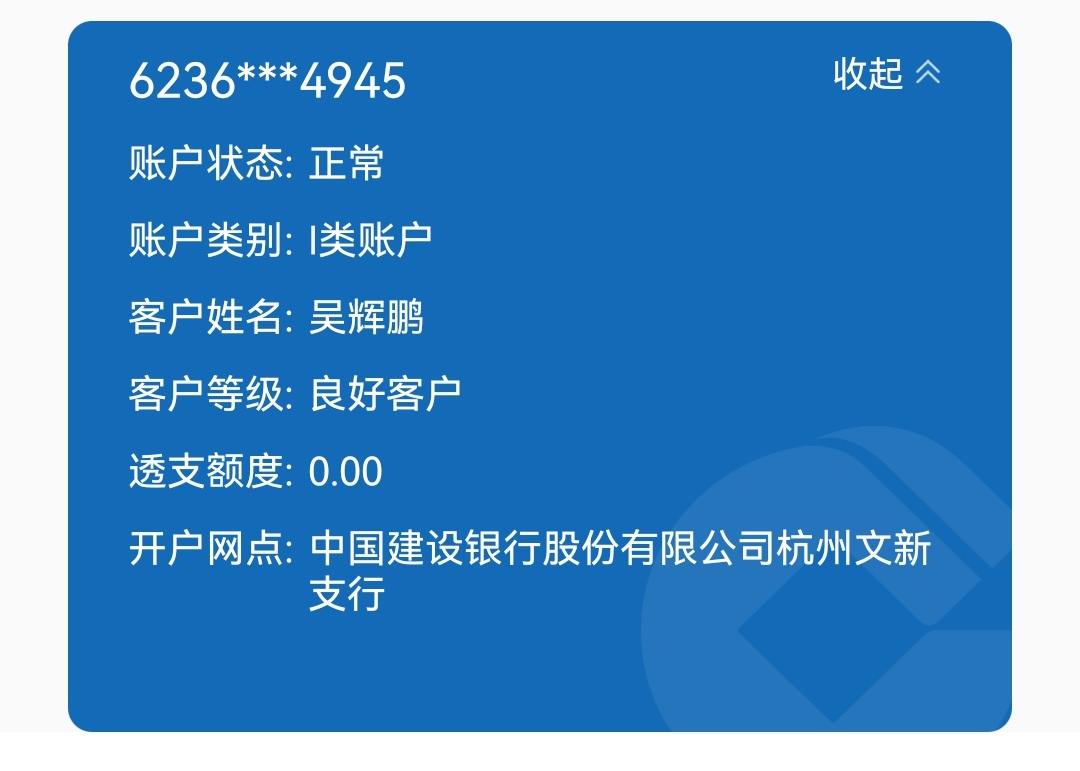 6236***4945 收起
账户状态: 正常
账户类别: I类账户
客户姓名: 吴辉鹏
客户等级: 良好客户
透支额度: 0.00
开户网点: 中国建设银行股份有限公司杭州文新
支行